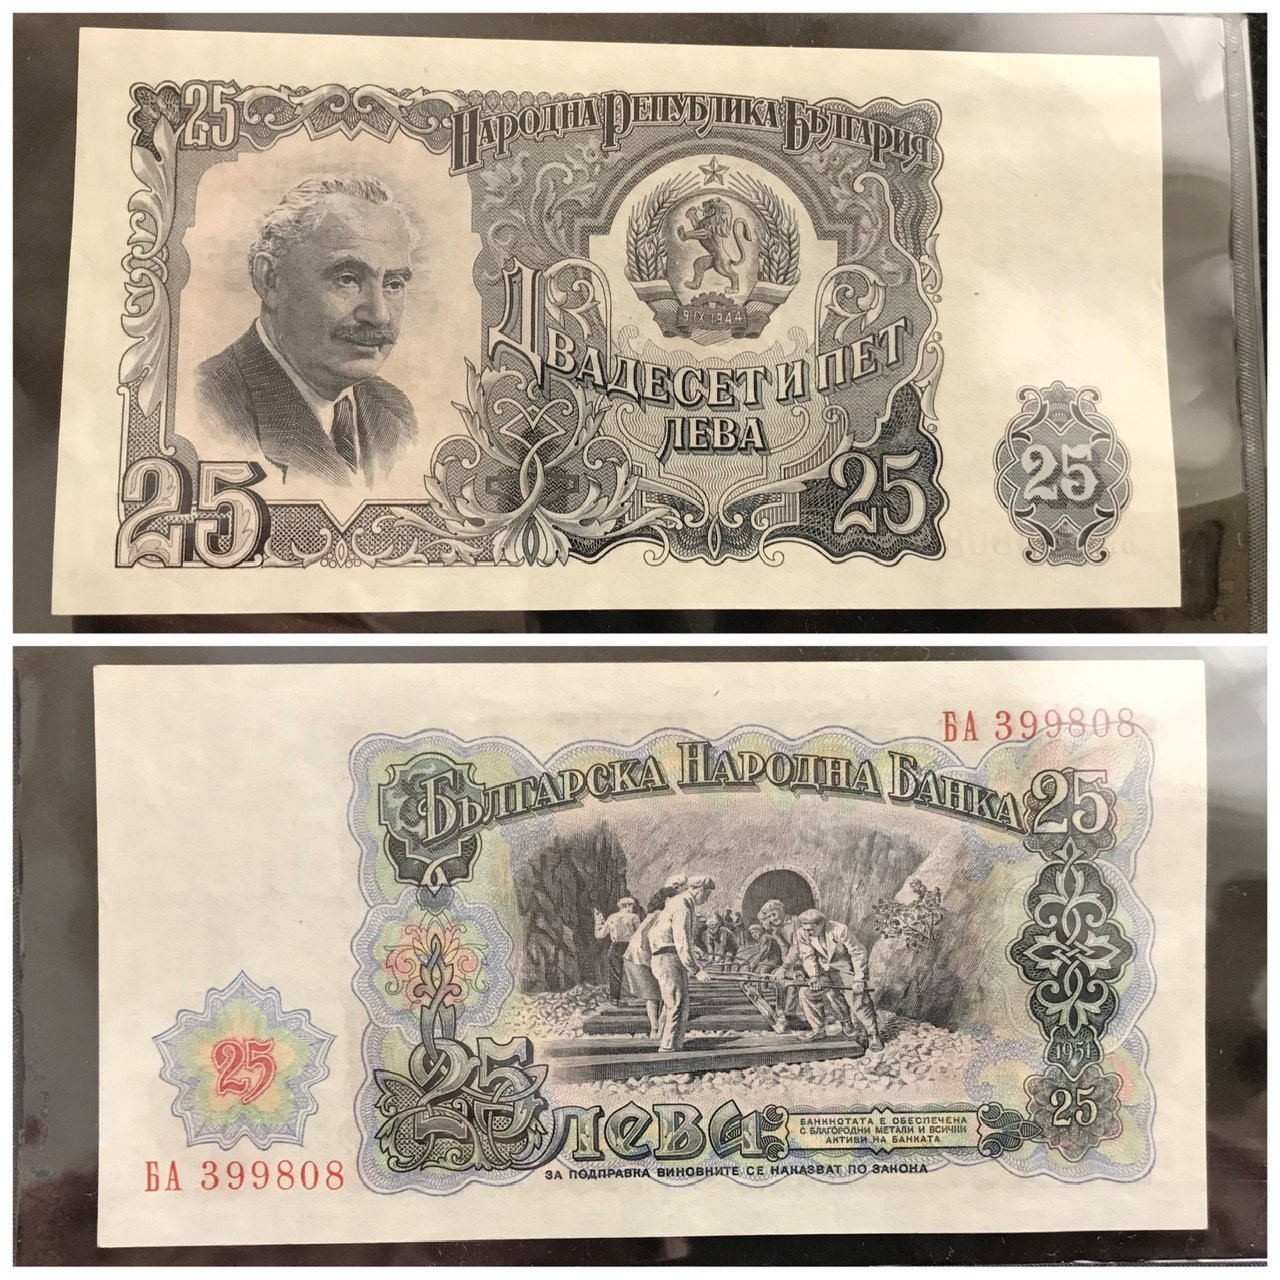 25
НАРОДНА РЕПУБЛИКА БЪЛГАРИЯ
9·IX·1944
ДВАДЕСЕТ И ПЕТ
ЛЕВА
25
25
25
БА 399808
БЪЛГАРСКА НАРОДНА БАНКА
25
25
1951
25
25 лева
БАНКНОТАТА Е ОБЕСПЕЧЕНА
С БЛАГОРОДНИ МЕТАЛИ И ВСИЧКИ
АКТИВИ НА БАНКАТА
ЗА ПОДПРАВКА ВИНОВНИТЕ СЕ НАКАЗВАТ ПО ЗАКОНА
БА 399808